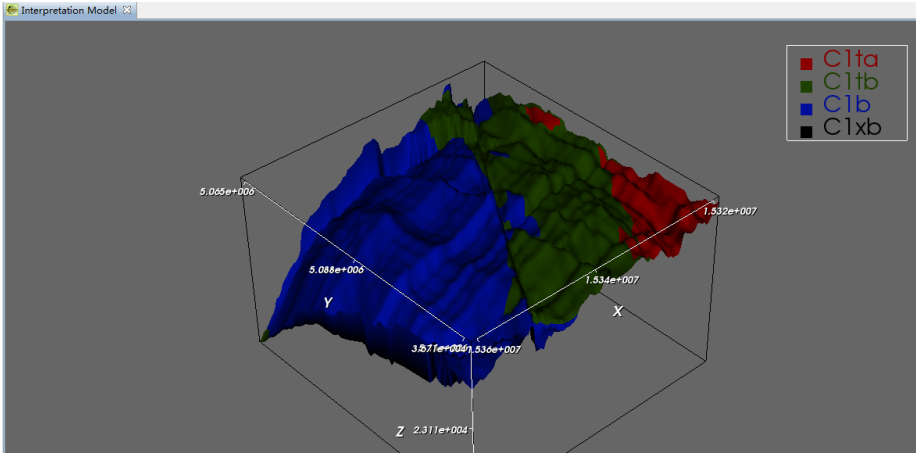 Interpretation Model
C1ta
C1tb
C1b
C1xb
5.065e+006
1.532e+007
5.088e+006
1.534e+007
Y
X
1.536e+007
Z
2.311e+004